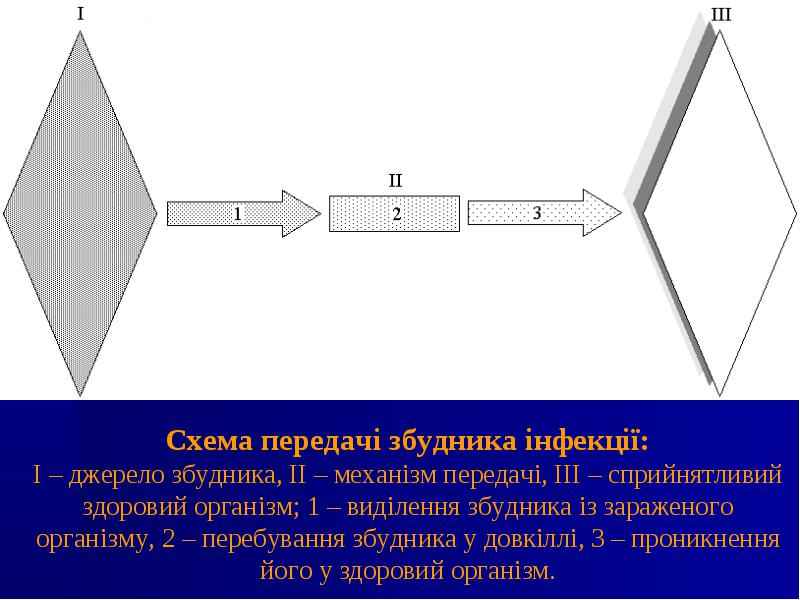 I
III
II
1
2
3
Схема передачі збудника інфекції:
I – джерело збудника, II – механізм передачі, III – сприйнятливий
здоровий організм; 1 – виділення збудника із зараженого
організму, 2 – перебування збудника у довкіллі, 3 – проникнення
його у здоровий організм.